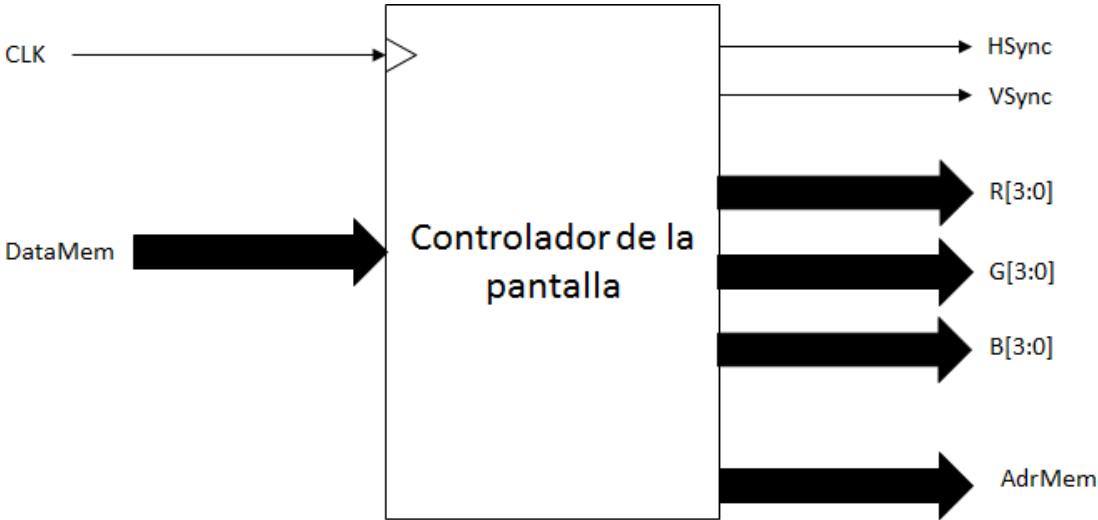 CLK
DataMem
Controlador de la
pantalla
HSync
VSync
R[3:0]
G[3:0]
B[3:0]
AdrMem